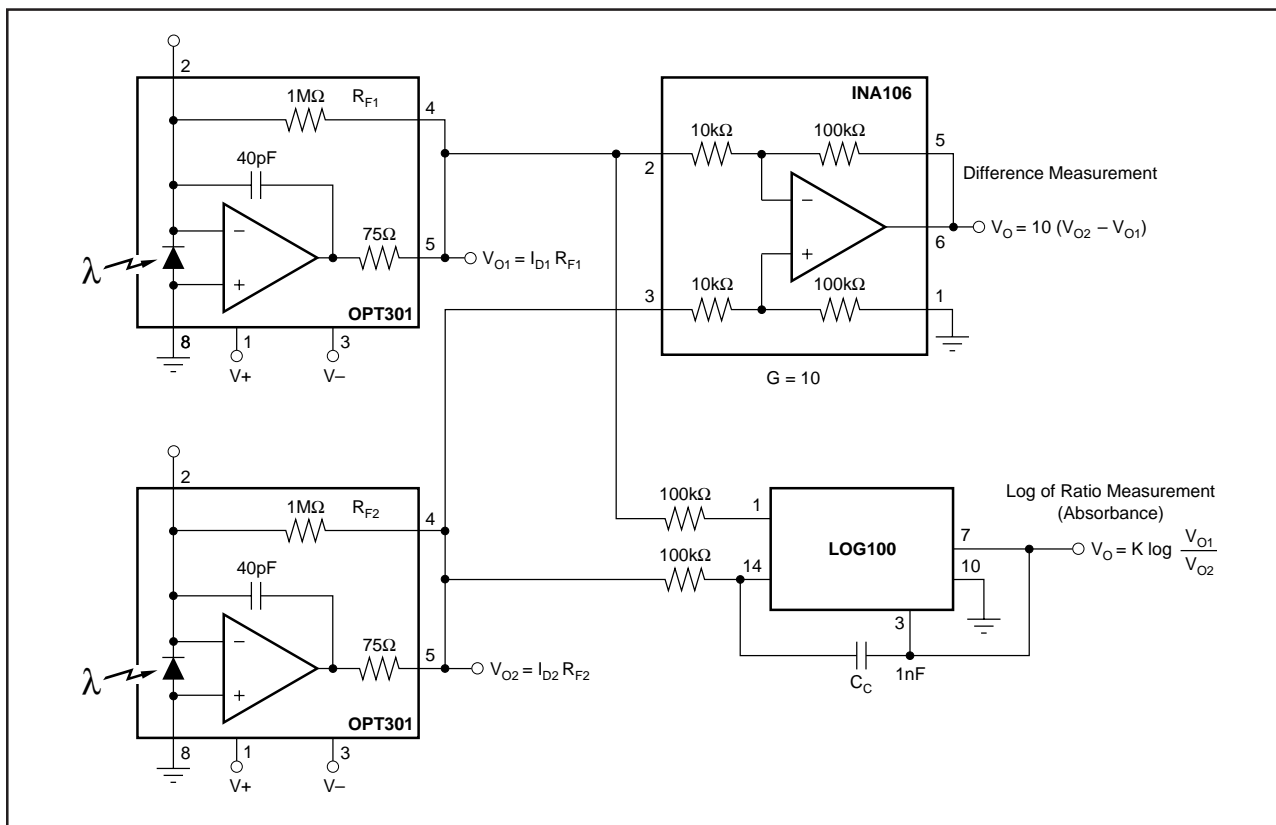 2
1MΩ
RF1
4
40pF
75Ω
5
VO1 = ID1 RF1
−
+
λ
OPT301
8
1
3
V+
V–
INA106
10kΩ
100kΩ
5
2
Difference Measurement
−
+
6
VO = 10 (VO2 – VO1)
3
10kΩ
100kΩ
1
G = 10
2
1MΩ
RF2
4
40pF
75Ω
5
VO2 = ID2 RF2
−
+
λ
OPT301
8
1
3
V+
V–
100kΩ
1
100kΩ
14
LOG100
7
10
3
CC
1nF
Log of Ratio Measurement
(Absorbance)
VO = K log VO1
VO2